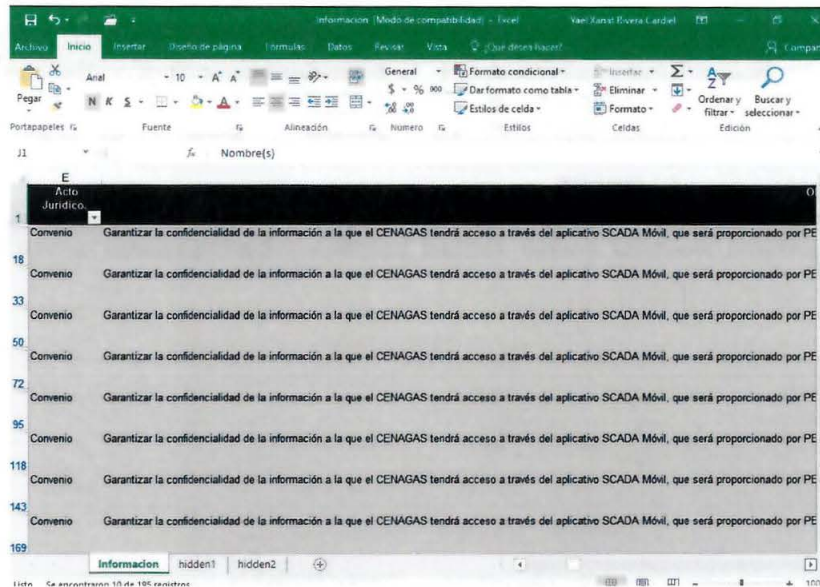 Informacion [Modo de compatibilidad] - Excel Yael Xanat Rivera Cardiel
Archivo Inicio Insertar Diseño de página Fórmulas Datos Revisar Vista ¿Qué desea hacer? Compar
Pegar
Arial 10 A A
N K S A
General
$ % 000
Formato condicional
Dar formato como tabla
Estilos de celda
Insertar
Eliminar
Formato
Σ
Ordenar y filtrar
Buscar y seleccionar
Portapapeles Fuente Alineación Número Estilos Celdas Edición
J1 fx Nombre(s)
E
1 Acto Jurídico. O
18 Convenio Garantizar la confidencialidad de la información a la que el CENAGAS tendrá acceso a través del aplicativo SCADA Móvil, que será proporcionado por PE
33 Convenio Garantizar la confidencialidad de la información a la que el CENAGAS tendrá acceso a través del aplicativo SCADA Móvil, que será proporcionado por PE
50 Convenio Garantizar la confidencialidad de la información a la que el CENAGAS tendrá acceso a través del aplicativo SCADA Móvil, que será proporcionado por PE
72 Convenio Garantizar la confidencialidad de la información a la que el CENAGAS tendrá acceso a través del aplicativo SCADA Móvil, que será proporcionado por PE
95 Convenio Garantizar la confidencialidad de la información a la que el CENAGAS tendrá acceso a través del aplicativo SCADA Móvil, que será proporcionado por PE
118 Convenio Garantizar la confidencialidad de la información a la que el CENAGAS tendrá acceso a través del aplicativo SCADA Móvil, que será proporcionado por PE
143 Convenio Garantizar la confidencialidad de la información a la que el CENAGAS tendrá acceso a través del aplicativo SCADA Móvil, que será proporcionado por PE
169 Convenio Garantizar la confidencialidad de la información a la que el CENAGAS tendrá acceso a través del aplicativo SCADA Móvil, que será proporcionado por PE
Informacion hidden1 hidden2
Listo Se encontraron 10 de 195 registros 100